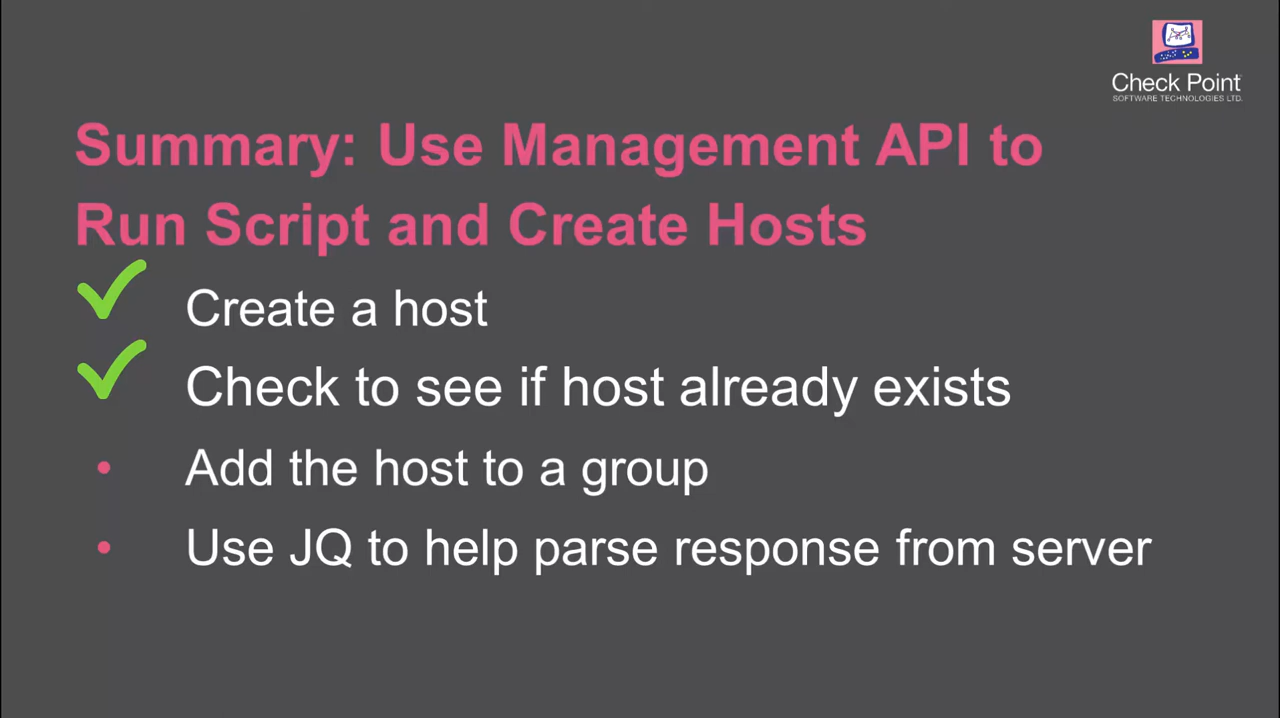 Check Point
SOFTWARE TECHNOLOGIES LTD.
Summary: Use Management API to
Run Script and Create Hosts
Create a host
Check to see if host already exists
Add the host to a group
Use JQ to help parse response from server